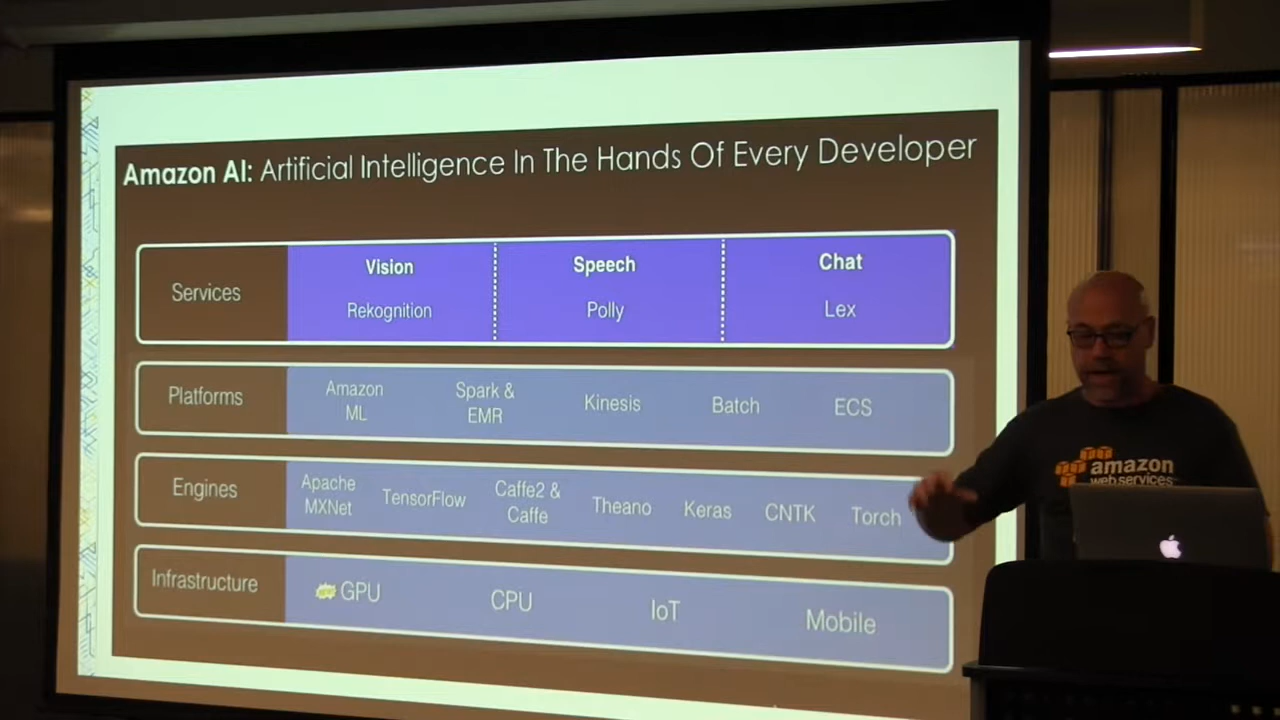 Amazon AI: Artificial Intelligence In The Hands Of Every Developer
Services
Vision
Speech
Chat
Rekognition
Polly
Lex
Platforms
Amazon
ML
Spark &
EMR
Kinesis
Batch
ECS
Engines
Apache
MXNet
TensorFlow
Caffe2 &
Caffe
Theano
Keras
CNTK
Torch
Infrastructure
GPU
CPU
IoT
Mobile
amazon
web services